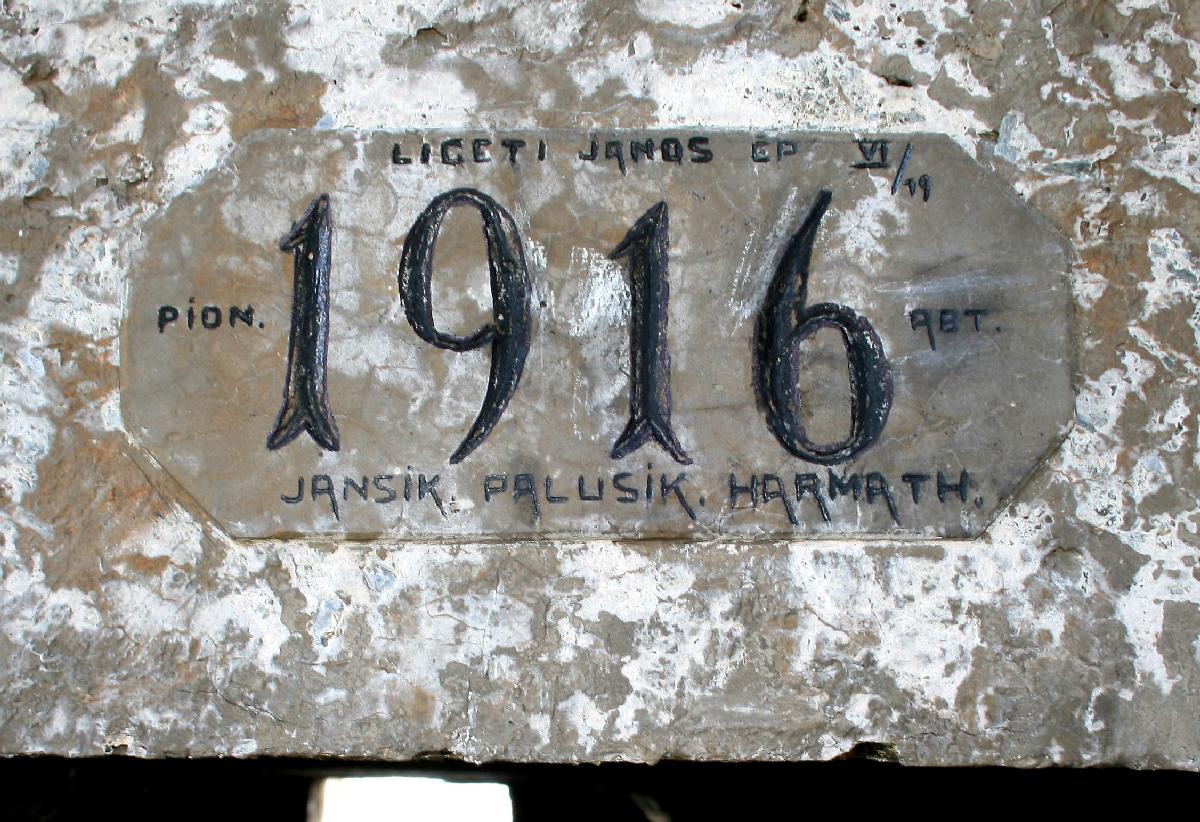 LIGETI JANOS EP VI/19
PiON. 1916 ABT.
JANSiK. PALUSiK. HARMATH.